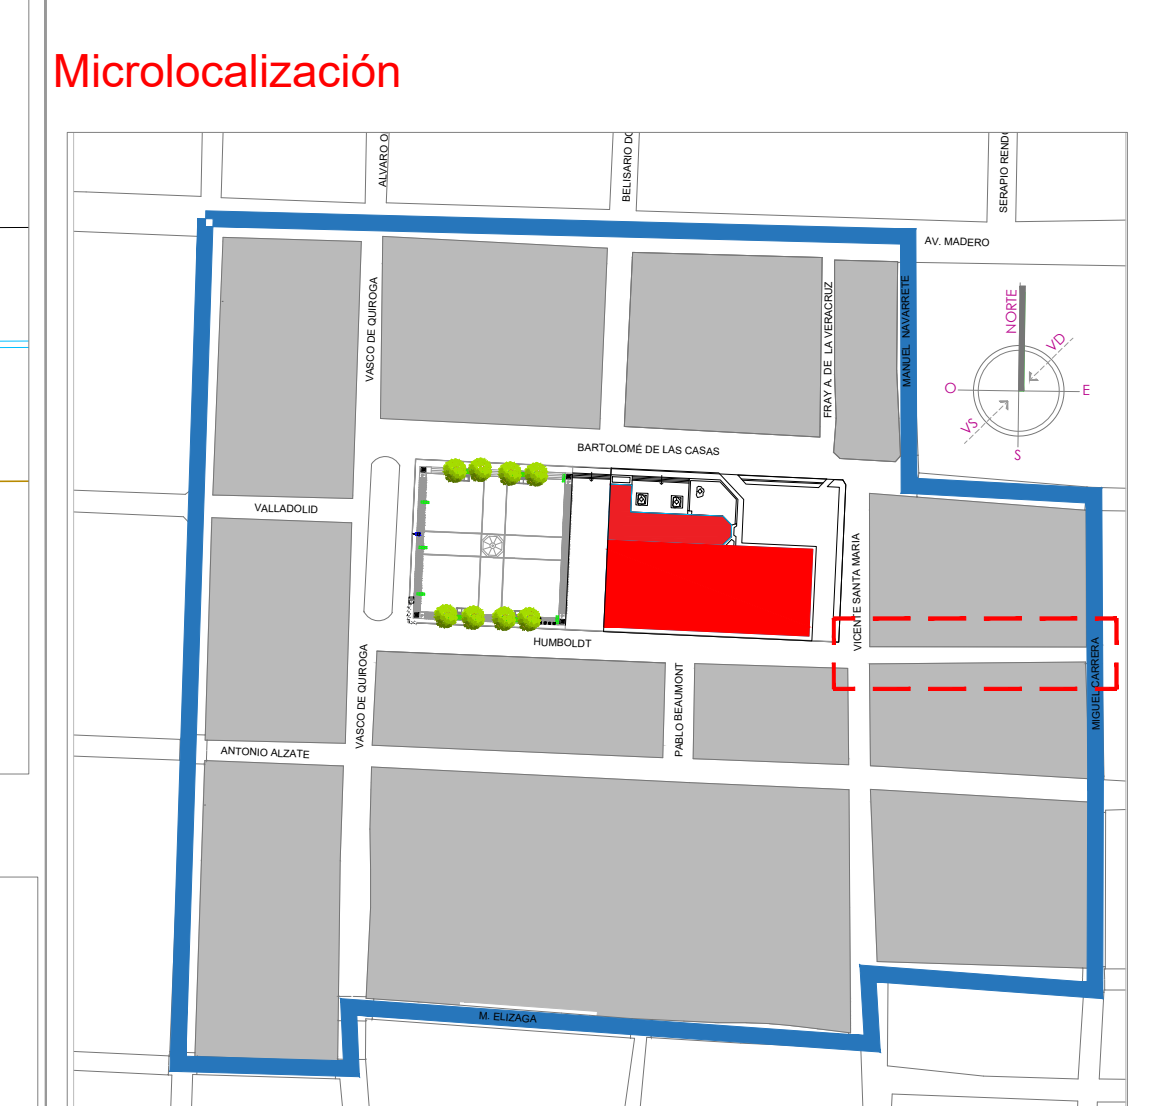 Microlocalización
ALVARO O
BELISARIO DO
SERAPIO REND
AV. MADERO
VASCO DE QUIROGA
FRAY A. DE LA VERACRUZ
MANUEL NAVARRETE
NORTE
VD
O
E
VS
S
BARTOLOMÉ DE LAS CASAS
VALLADOLID
VICENTE SANTA MARIA
HUMBOLDT
VASCO DE QUIROGA
PABLO BEAUMONT
MIGUEL CARRERA
ANTONIO ALZATE
M. ELIZAGA